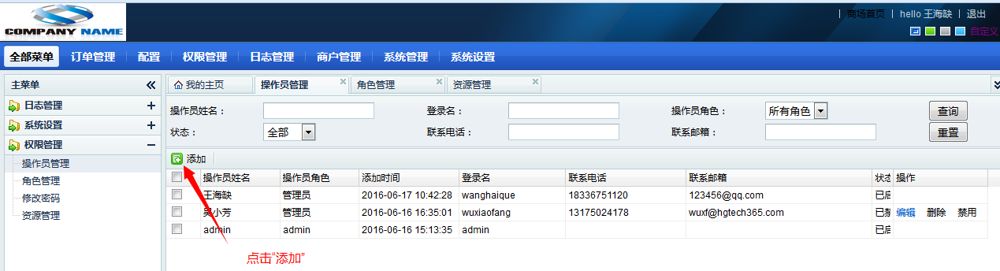 COMPANY NAME
商场首页 | hello 王海缺 | 退出
自定义
全部菜单 订单管理 配置 权限管理 日志管理 商户管理 系统管理 系统设置
主菜单
日志管理
系统设置
权限管理
操作员管理
角色管理
修改密码
资源管理
我的主页 操作员管理 角色管理 资源管理
操作员姓名： 登录名： 操作员角色： 所有角色 查询
状态： 全部 联系电话： 联系邮箱： 重置
添加
操作员姓名 操作员角色 添加时间 登录名 联系电话 联系邮箱 状态 操作
王海缺 管理员 2016-06-17 10:42:28 wanghaique 18336751120 123456@qq.com 已启
吴小芳 管理员 2016-06-16 16:35:01 wuxiaofang 13175024178 wuxf@hgtech365.com 已禁 编辑 删除 禁用
admin admin 2016-06-16 15:13:35 admin 已启
点击“添加”